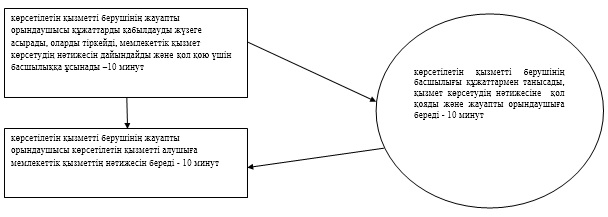 көрсетілетін қызметті берушінің жауапты
орындаушысы құжаттарды қабылдауды жүзеге
асырады, оларды тіркейді, мемлекеттік қызмет
көрсетудің нәтижесін дайындайды және қол қою үшін
басшылыққа ұсынады –10 минут
көрсетілетін қызметті берушінің
басшылығы құжаттармен танысады,
қызмет көрсетудің нәтижесіне қол
қояды және жауапты орындаушыға
береді - 10 минут
көрсетілетін қызметті берушінің жауапты
орындаушысы көрсетілетін қызметті алушыға
мемлекеттік қызметтің нәтижесін береді - 10 минут